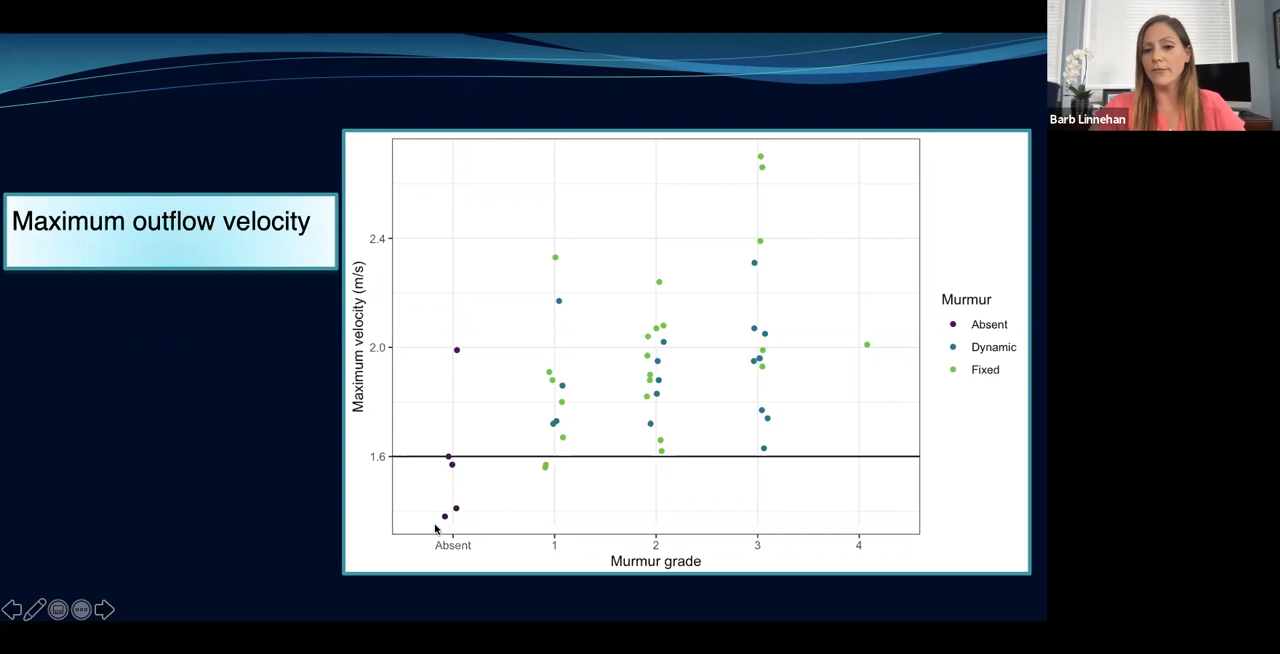 Barb Linnehan
Maximum outflow velocity
Maximum velocity (m/s)
2.4
2.0
1.6
Absent
1
2
3
4
Murmur grade
Murmur
Absent
Dynamic
Fixed